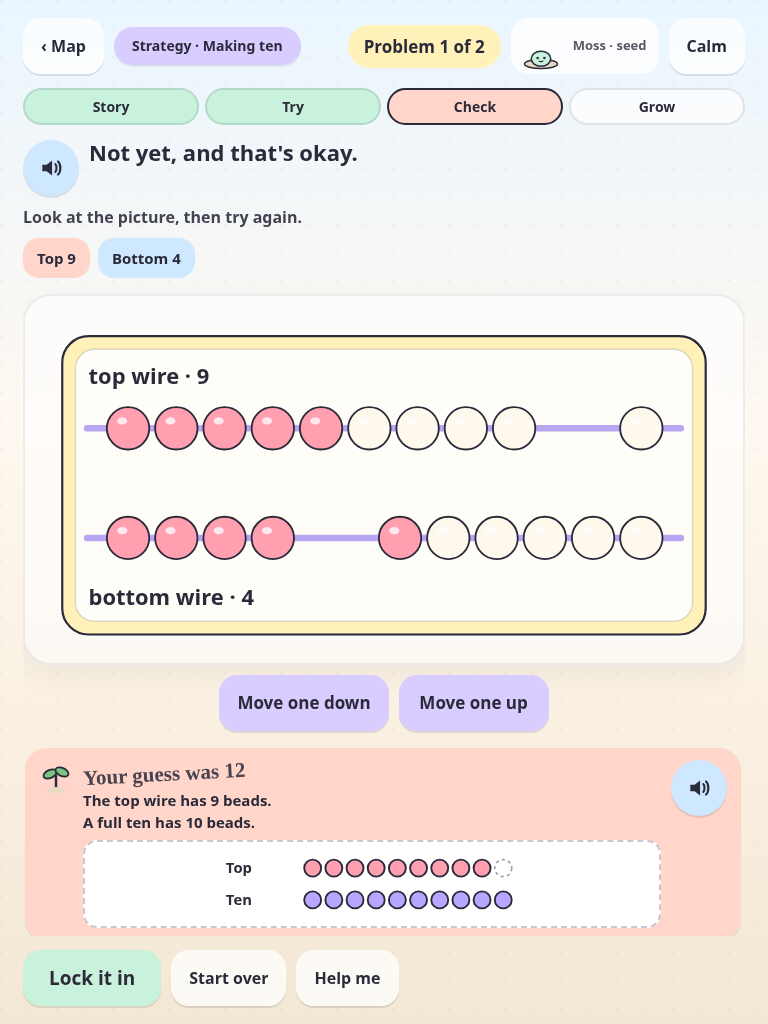 ‹ Map
Strategy · Making ten
Problem 1 of 2
Moss · seed
Calm
Story
Try
Check
Grow
Not yet, and that's okay.
Look at the picture, then try again.
Top 9
Bottom 4
top wire · 9
bottom wire · 4
Move one down
Move one up
Your guess was 12
The top wire has 9 beads.
A full ten has 10 beads.
Top
Ten
Lock it in
Start over
Help me